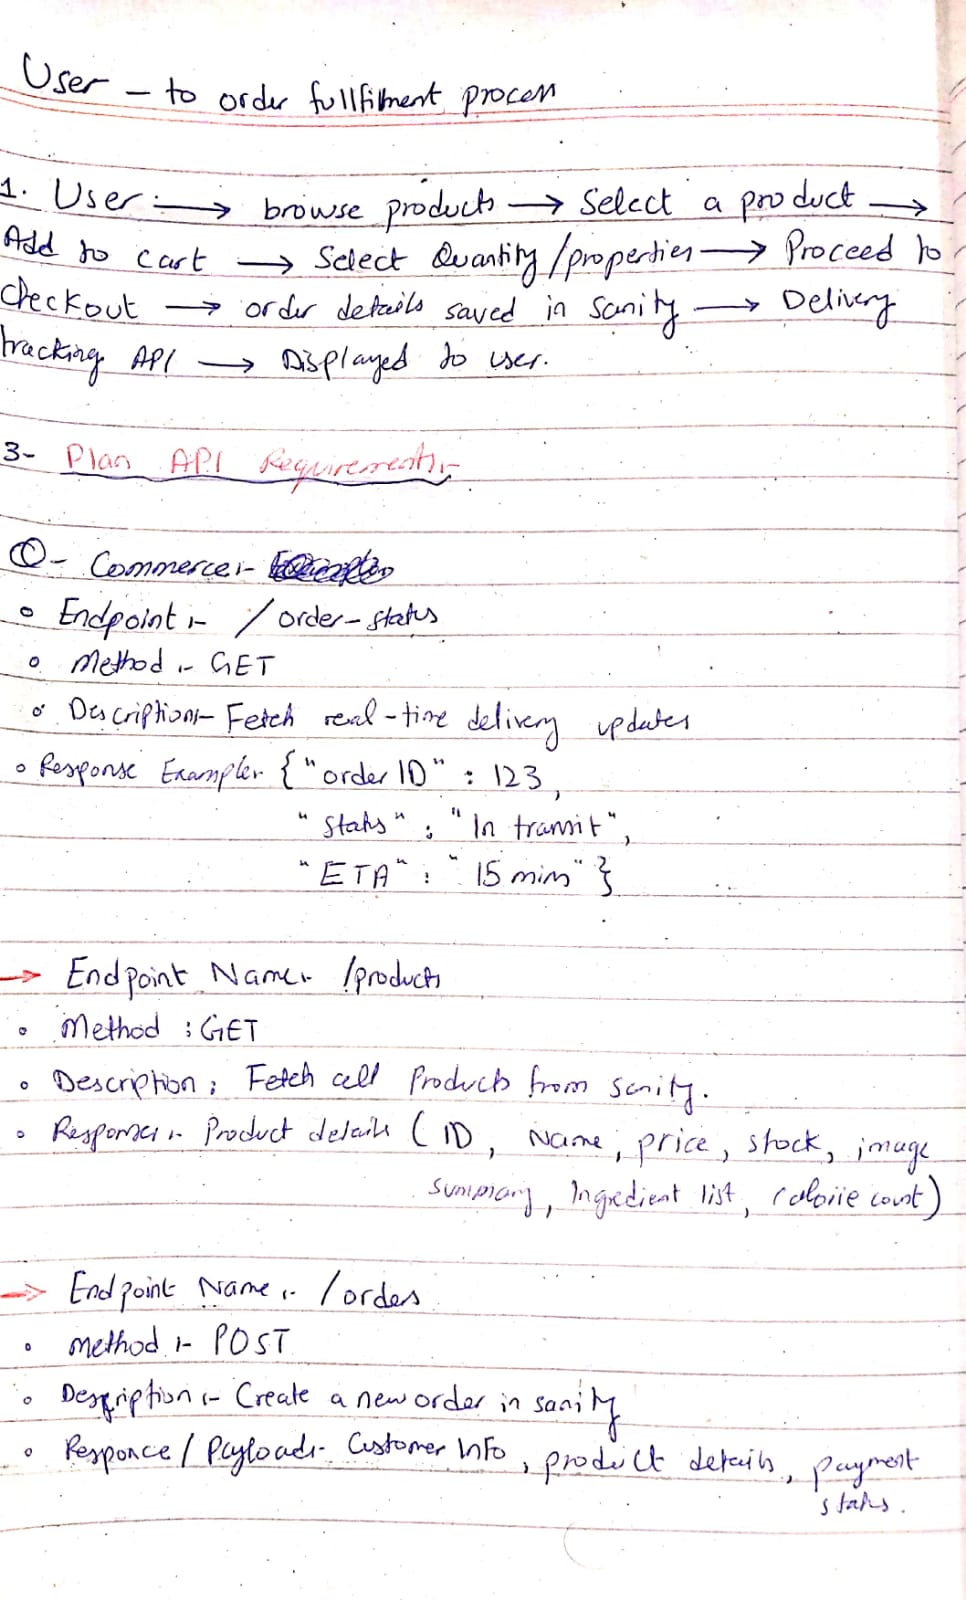 User – to order fullfilment process
1. User :→ browse products → Select a product →
Add to cart → Select Quantity/properties → Proceed to
checkout → order details saved in sanity → Delivery
tracking API → Displayed to user.
3- Plan API Requirements:-
- Commerce:-
Endpoint :- /order-status
Method :- GET
Description:- Fetch real-time delivery updates
Response Example:- {"order ID" : 123,
"Status" : "In transit",
"ETA" : "15 mins" }
→ Endpoint Name:- /products
Method : GET
Description : Fetch all Products from sanity.
Response :- Product details (ID, Name, price, stock, image
summary, Ingredient list, calorie count)
→ Endpoint Name :- /orders
Method :- POST
Description :- Create a new order in sanity
Responce / Payload:- Customer Info, product details, payment
status.